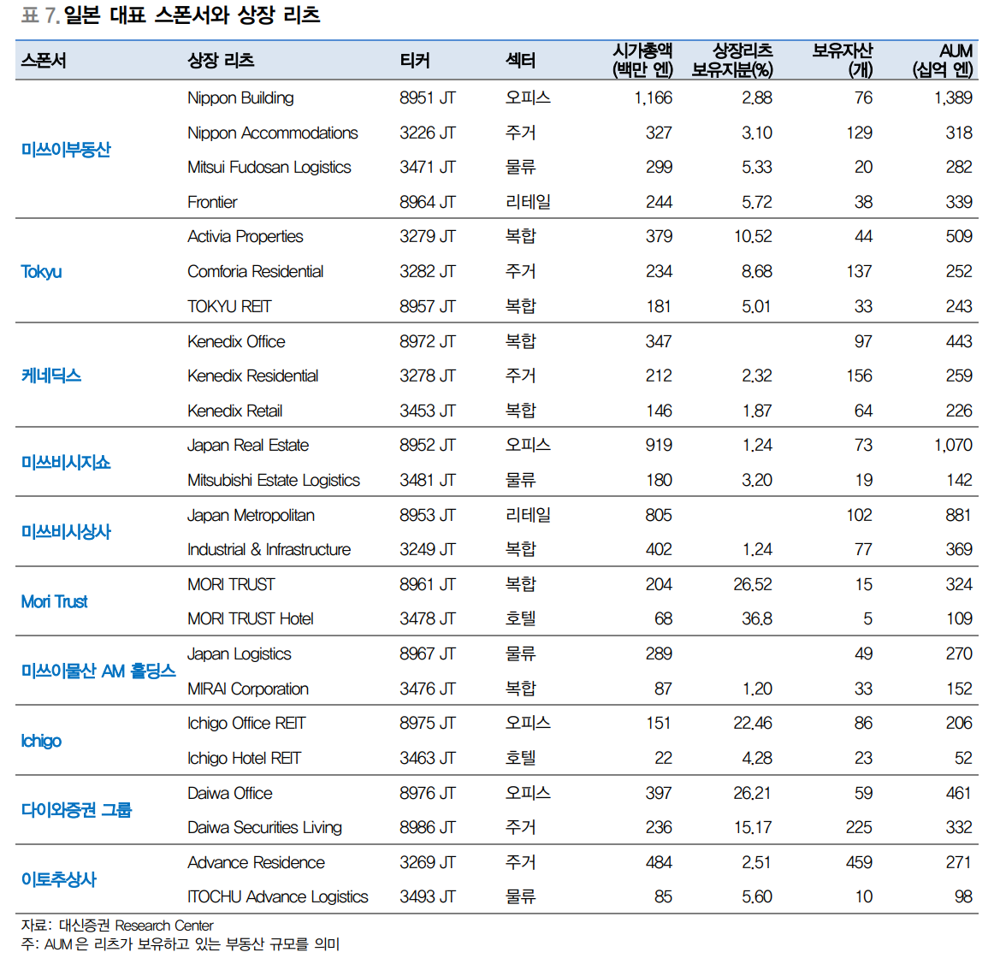 표 7. 일본 대표 스폰서와 상장 리츠
스폰서 상장 리츠 티커 섹터 시가총액 (백만 엔) 상장리츠 보유지분(%) 보유자산 (개) AUM (십억 엔)
미쓰이부동산
Nippon Building 8951 JT 오피스 1,166 2.88 76 1,389
Nippon Accommodations 3226 JT 주거 327 3.10 129 318
Mitsui Fudosan Logistics 3471 JT 물류 299 5.33 20 282
Frontier 8964 JT 리테일 244 5.72 38 339
Tokyu
Activia Properties 3279 JT 복합 379 10.52 44 509
Comforia Residential 3282 JT 주거 234 8.68 137 252
TOKYU REIT 8957 JT 복합 181 5.01 33 243
케네딕스
Kenedix Office 8972 JT 복합 347 97 443
Kenedix Residential 3278 JT 주거 212 2.32 156 259
Kenedix Retail 3453 JT 복합 146 1.87 64 226
미쓰비시지쇼
Japan Real Estate 8952 JT 오피스 919 1.24 73 1,070
Mitsubishi Estate Logistics 3481 JT 물류 180 3.20 19 142
미쓰비시상사
Japan Metropolitan 8953 JT 리테일 805 102 881
Industrial & Infrastructure 3249 JT 복합 402 1.24 77 369
Mori Trust
MORI TRUST 8961 JT 복합 204 26.52 15 324
MORI TRUST Hotel 3478 JT 호텔 68 36.8 5 109
미쓰이물산 AM 홀딩스
Japan Logistics 8967 JT 물류 289 49 270
MIRAI Corporation 3476 JT 복합 87 1.20 33 152
Ichigo
Ichigo Office REIT 8975 JT 오피스 151 22.46 86 206
Ichigo Hotel REIT 3463 JT 호텔 22 4.28 23 52
다이와증권 그룹
Daiwa Office 8976 JT 오피스 397 26.21 59 461
Daiwa Securities Living 8986 JT 주거 236 15.17 225 332
이토추상사
Advance Residence 3269 JT 주거 484 2.51 459 271
ITOCHU Advance Logistics 3493 JT 물류 85 5.60 10 98
자료: 대신증권 Research Center
주: AUM은 리츠가 보유하고 있는 부동산 규모를 의미